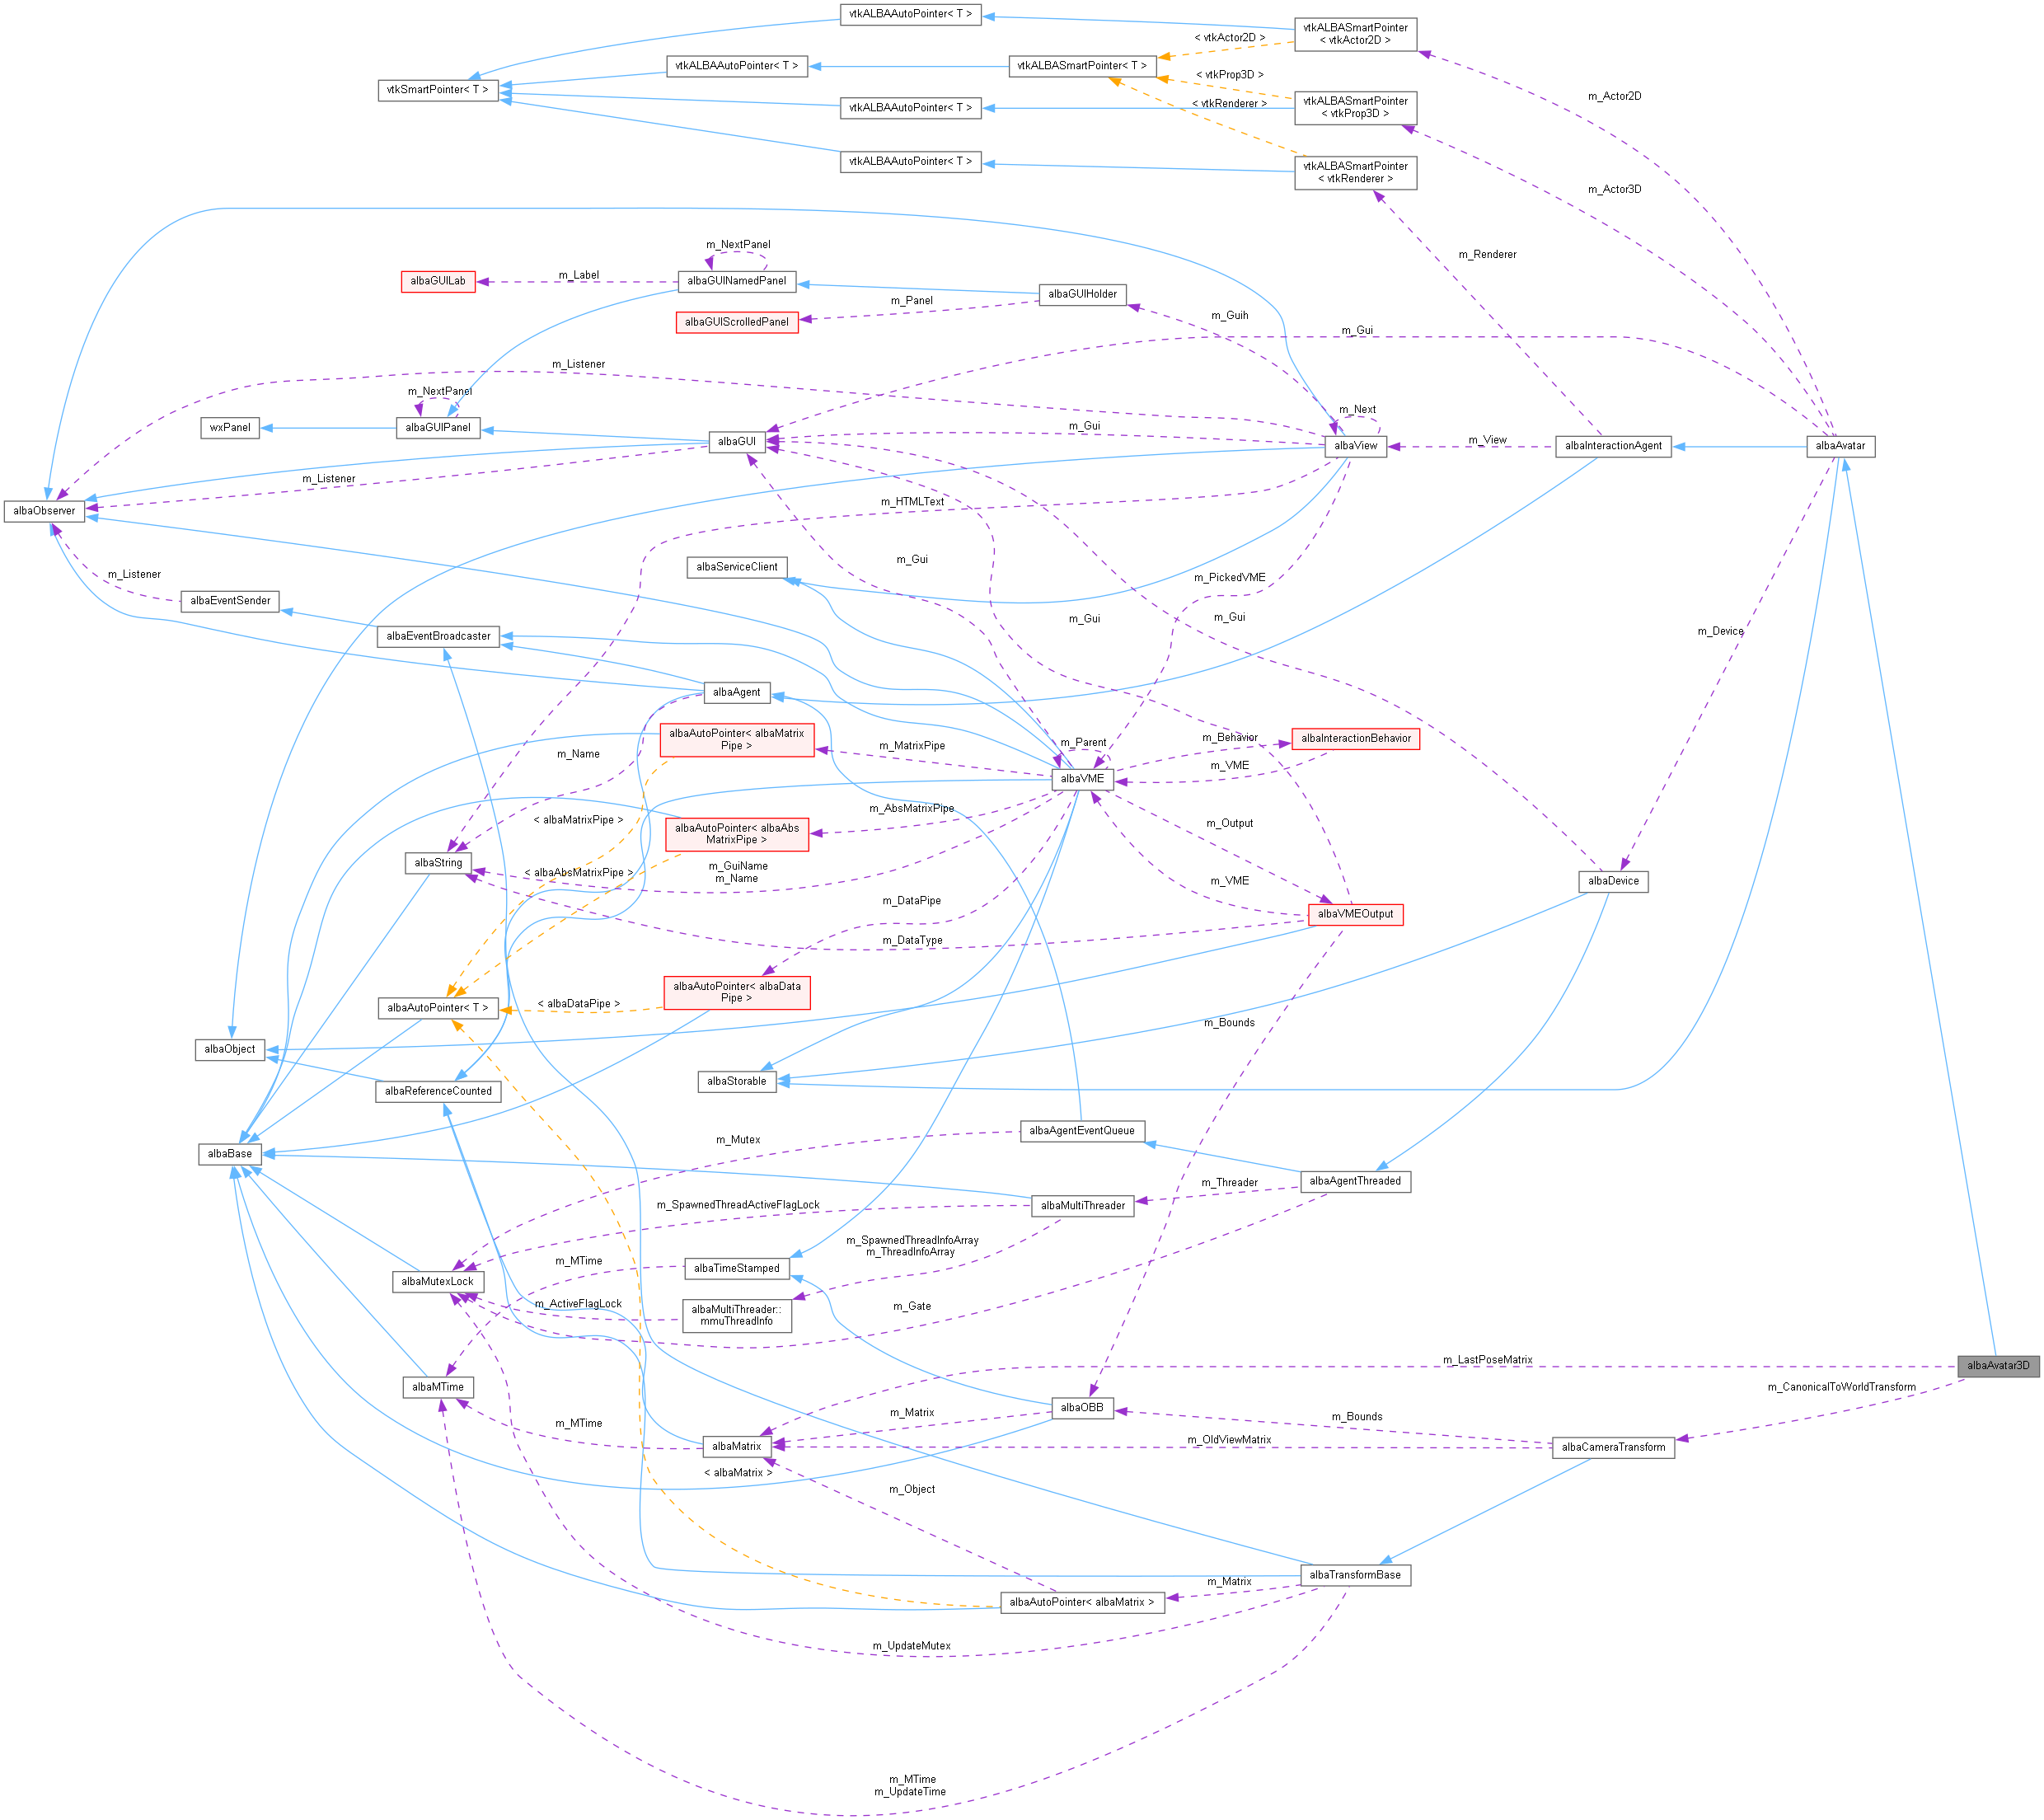 vtkALBAAutoPointer< T >
vtkALBASmartPointer
< vtkActor2D >
< vtkActor2D >
vtkALBAAutoPointer< T >
vtkALBASmartPointer< T >
vtkSmartPointer< T >
< vtkProp3D >
m_Actor2D
vtkALBAAutoPointer< T >
< vtkRenderer >
vtkALBASmartPointer
< vtkProp3D >
vtkALBAAutoPointer< T >
vtkALBASmartPointer
< vtkRenderer >
m_Actor3D
m_NextPanel
m_Renderer
albaGUILab
m_Label
albaGUINamedPanel
albaGUIHolder
m_Panel
albaGUIScrolledPanel
m_Guih
m_Gui
m_Listener
m_NextPanel
m_Next
wxPanel
albaGUIPanel
albaGUI
m_Gui
albaView
m_View
albaInteractionAgent
albaAvatar
m_Listener
m_HTMLText
albaObserver
m_Gui
albaServiceClient
m_Listener
m_PickedVME
albaEventSender
m_Gui
m_Gui
m_Device
albaEventBroadcaster
albaAgent
albaAutoPointer< albaMatrix
Pipe >
m_Name
m_MatrixPipe
m_Parent
m_Behavior
albaInteractionBehavior
m_VME
albaVME
m_AbsMatrixPipe
< albaMatrixPipe >
albaAutoPointer< albaAbs
MatrixPipe >
m_Output
albaString
< albaAbsMatrixPipe >
m_GuiName
m_Name
m_VME
albaDevice
m_DataPipe
albaVMEOutput
m_DataType
albaAutoPointer< albaData
Pipe >
albaAutoPointer< T >
< albaDataPipe >
m_Bounds
albaObject
albaStorable
albaReferenceCounted
m_Mutex
albaAgentEventQueue
albaBase
m_Threader
albaAgentThreaded
m_SpawnedThreadActiveFlagLock
albaMultiThreader
m_SpawnedThreadInfoArray
m_ThreadInfoArray
m_MTime
albaTimeStamped
albaMutexLock
m_ActiveFlagLock
albaMultiThreader::
mmuThreadInfo
m_Gate
m_LastPoseMatrix
albaAvatar3D
albaMTime
m_CanonicalToWorldTransform
albaOBB
m_Matrix
m_Bounds
m_MTime
albaMatrix
m_OldViewMatrix
albaCameraTransform
< albaMatrix >
m_Object
albaTransformBase
m_Matrix
albaAutoPointer< albaMatrix >
m_UpdateMutex
m_MTime
m_UpdateTime